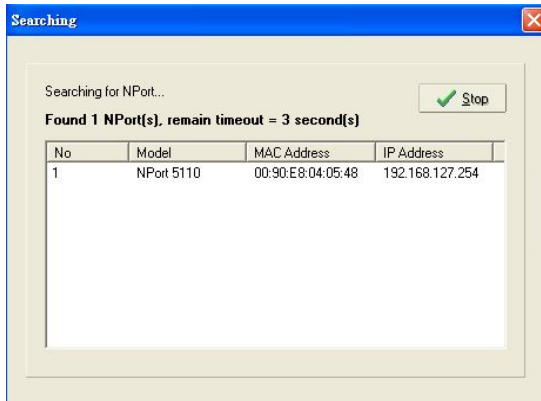 Searching
Searching for NPort...
Stop
Found 1 NPort(s), remain timeout = 3 second(s)
No Model MAC Address IP Address
1 NPort 5110 00:90:E8:04:05:48 192.168.127.254